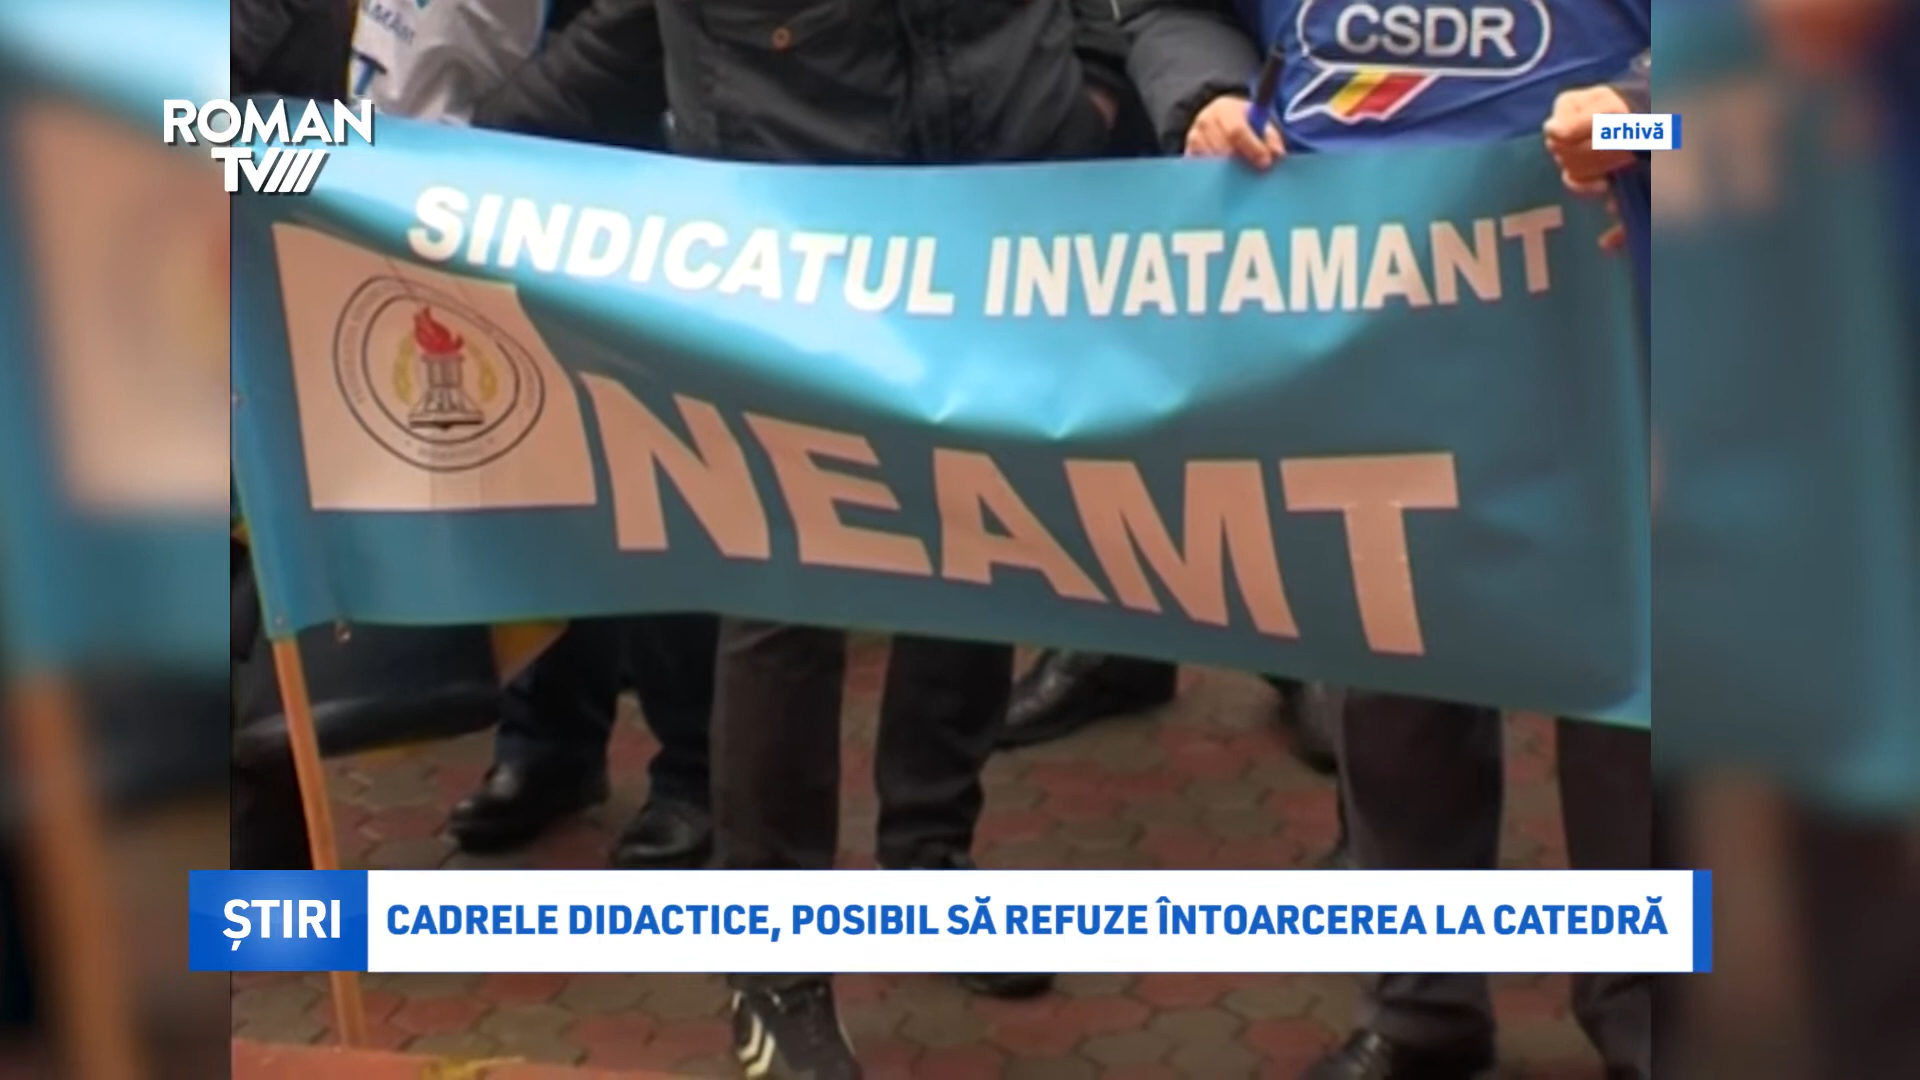 CSDR
ROMAN
TV
arhivă
SINDICATUL INVATAMANT
NEAMT
ȘTIRI
CADRELE DIDACTICE, POSIBIL SĂ REFUZE ÎNTOARCEREA LA CATEDRĂ